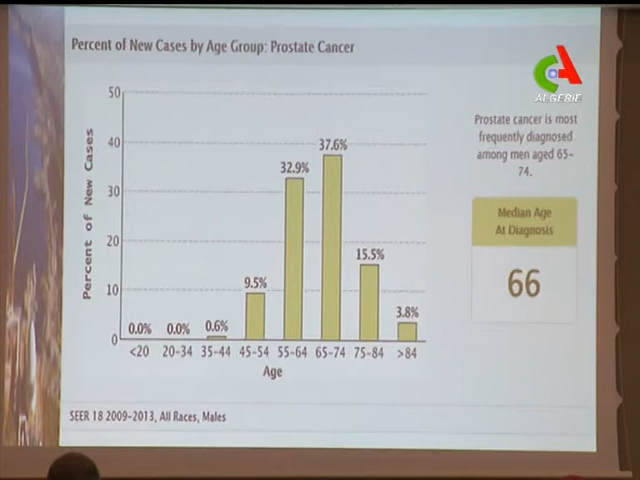 Percent of New Cases by Age Group: Prostate Cancer
ALGERIE
Percent of New Cases
50
40
30
20
10
0
0.0%
0.0%
0.6%
9.5%
32.9%
37.6%
15.5%
3.8%
<20
20-34
35-44
45-54
55-64
65-74
75-84
>84
Age
Prostate cancer is most
frequently diagnosed
among men aged 65-
74.
Median Age
At Diagnosis
66
SEER 18 2009-2013, All Races, Males